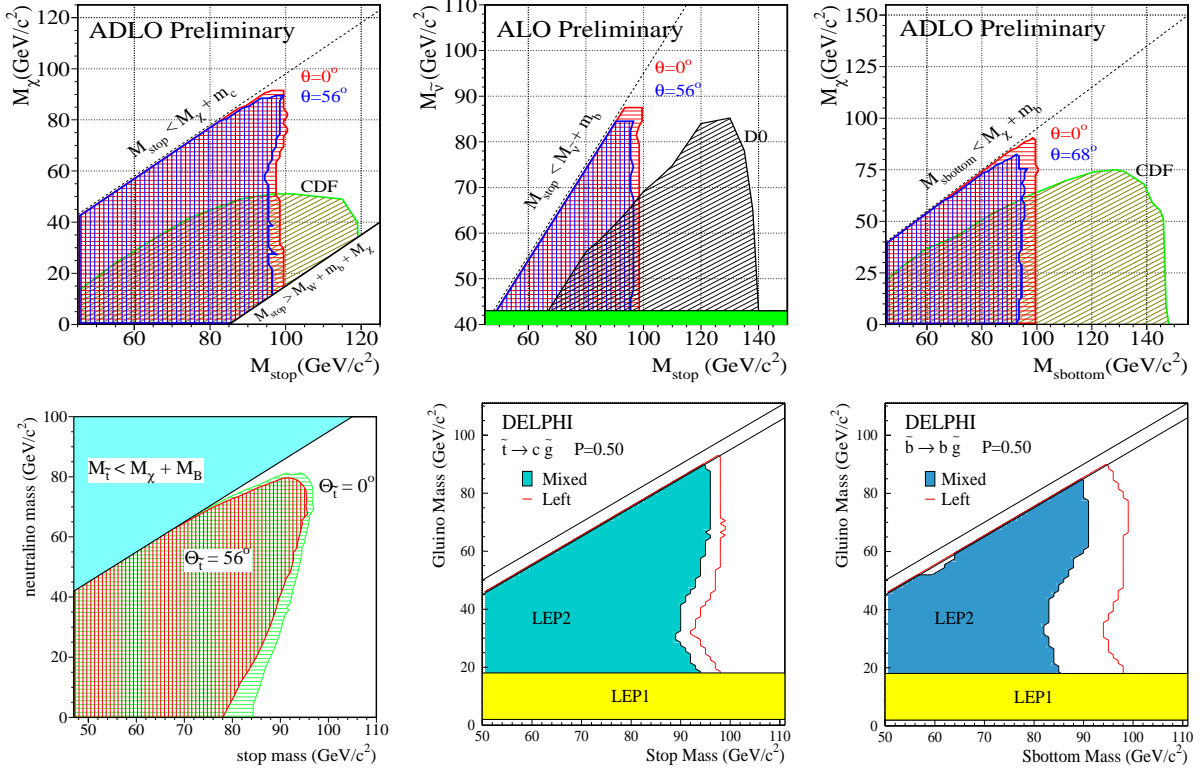 M_χ (GeV/c²)
120
100
80
60
40
20
0
ADLO Preliminary
θ=0°
θ=56°
M_stop < M_χ + m_c
CDF
M_stop > M_W + m_b + M_χ
60 80 100 120
M_stop (GeV/c²)
M_ν̃ (GeV/c²)
110
100
90
80
70
60
50
40
ALO Preliminary
θ=0°
θ=56°
M_stop < M_ν̃ + m_b
D0
60 80 100 120 140
M_stop (GeV/c²)
M_χ (GeV/c²)
150
125
100
75
50
25
0
ADLO Preliminary
θ=0°
θ=68°
M_sbottom < M_χ + m_b
CDF
60 80 100 120 140
M_sbottom (GeV/c²)
neutralino mass (GeV/c²)
100
80
60
40
20
0
M_t̃ < M_χ + M_B
Θ_t̃ = 0°
Θ_t̃ = 56°
50 60 70 80 90 100 110
stop mass (GeV/c²)
Gluino Mass (GeV/c²)
100
80
60
40
20
0
DELPHI
t̃ → c g̃ P=0.50
Mixed
Left
LEP2
LEP1
50 60 70 80 90 100 110
Stop Mass (GeV/c²)
Gluino Mass (GeV/c²)
100
80
60
40
20
0
DELPHI
b̃ → b g̃ P=0.50
Mixed
Left
LEP2
LEP1
50 60 70 80 90 100 110
Sbottom Mass (GeV/c²)